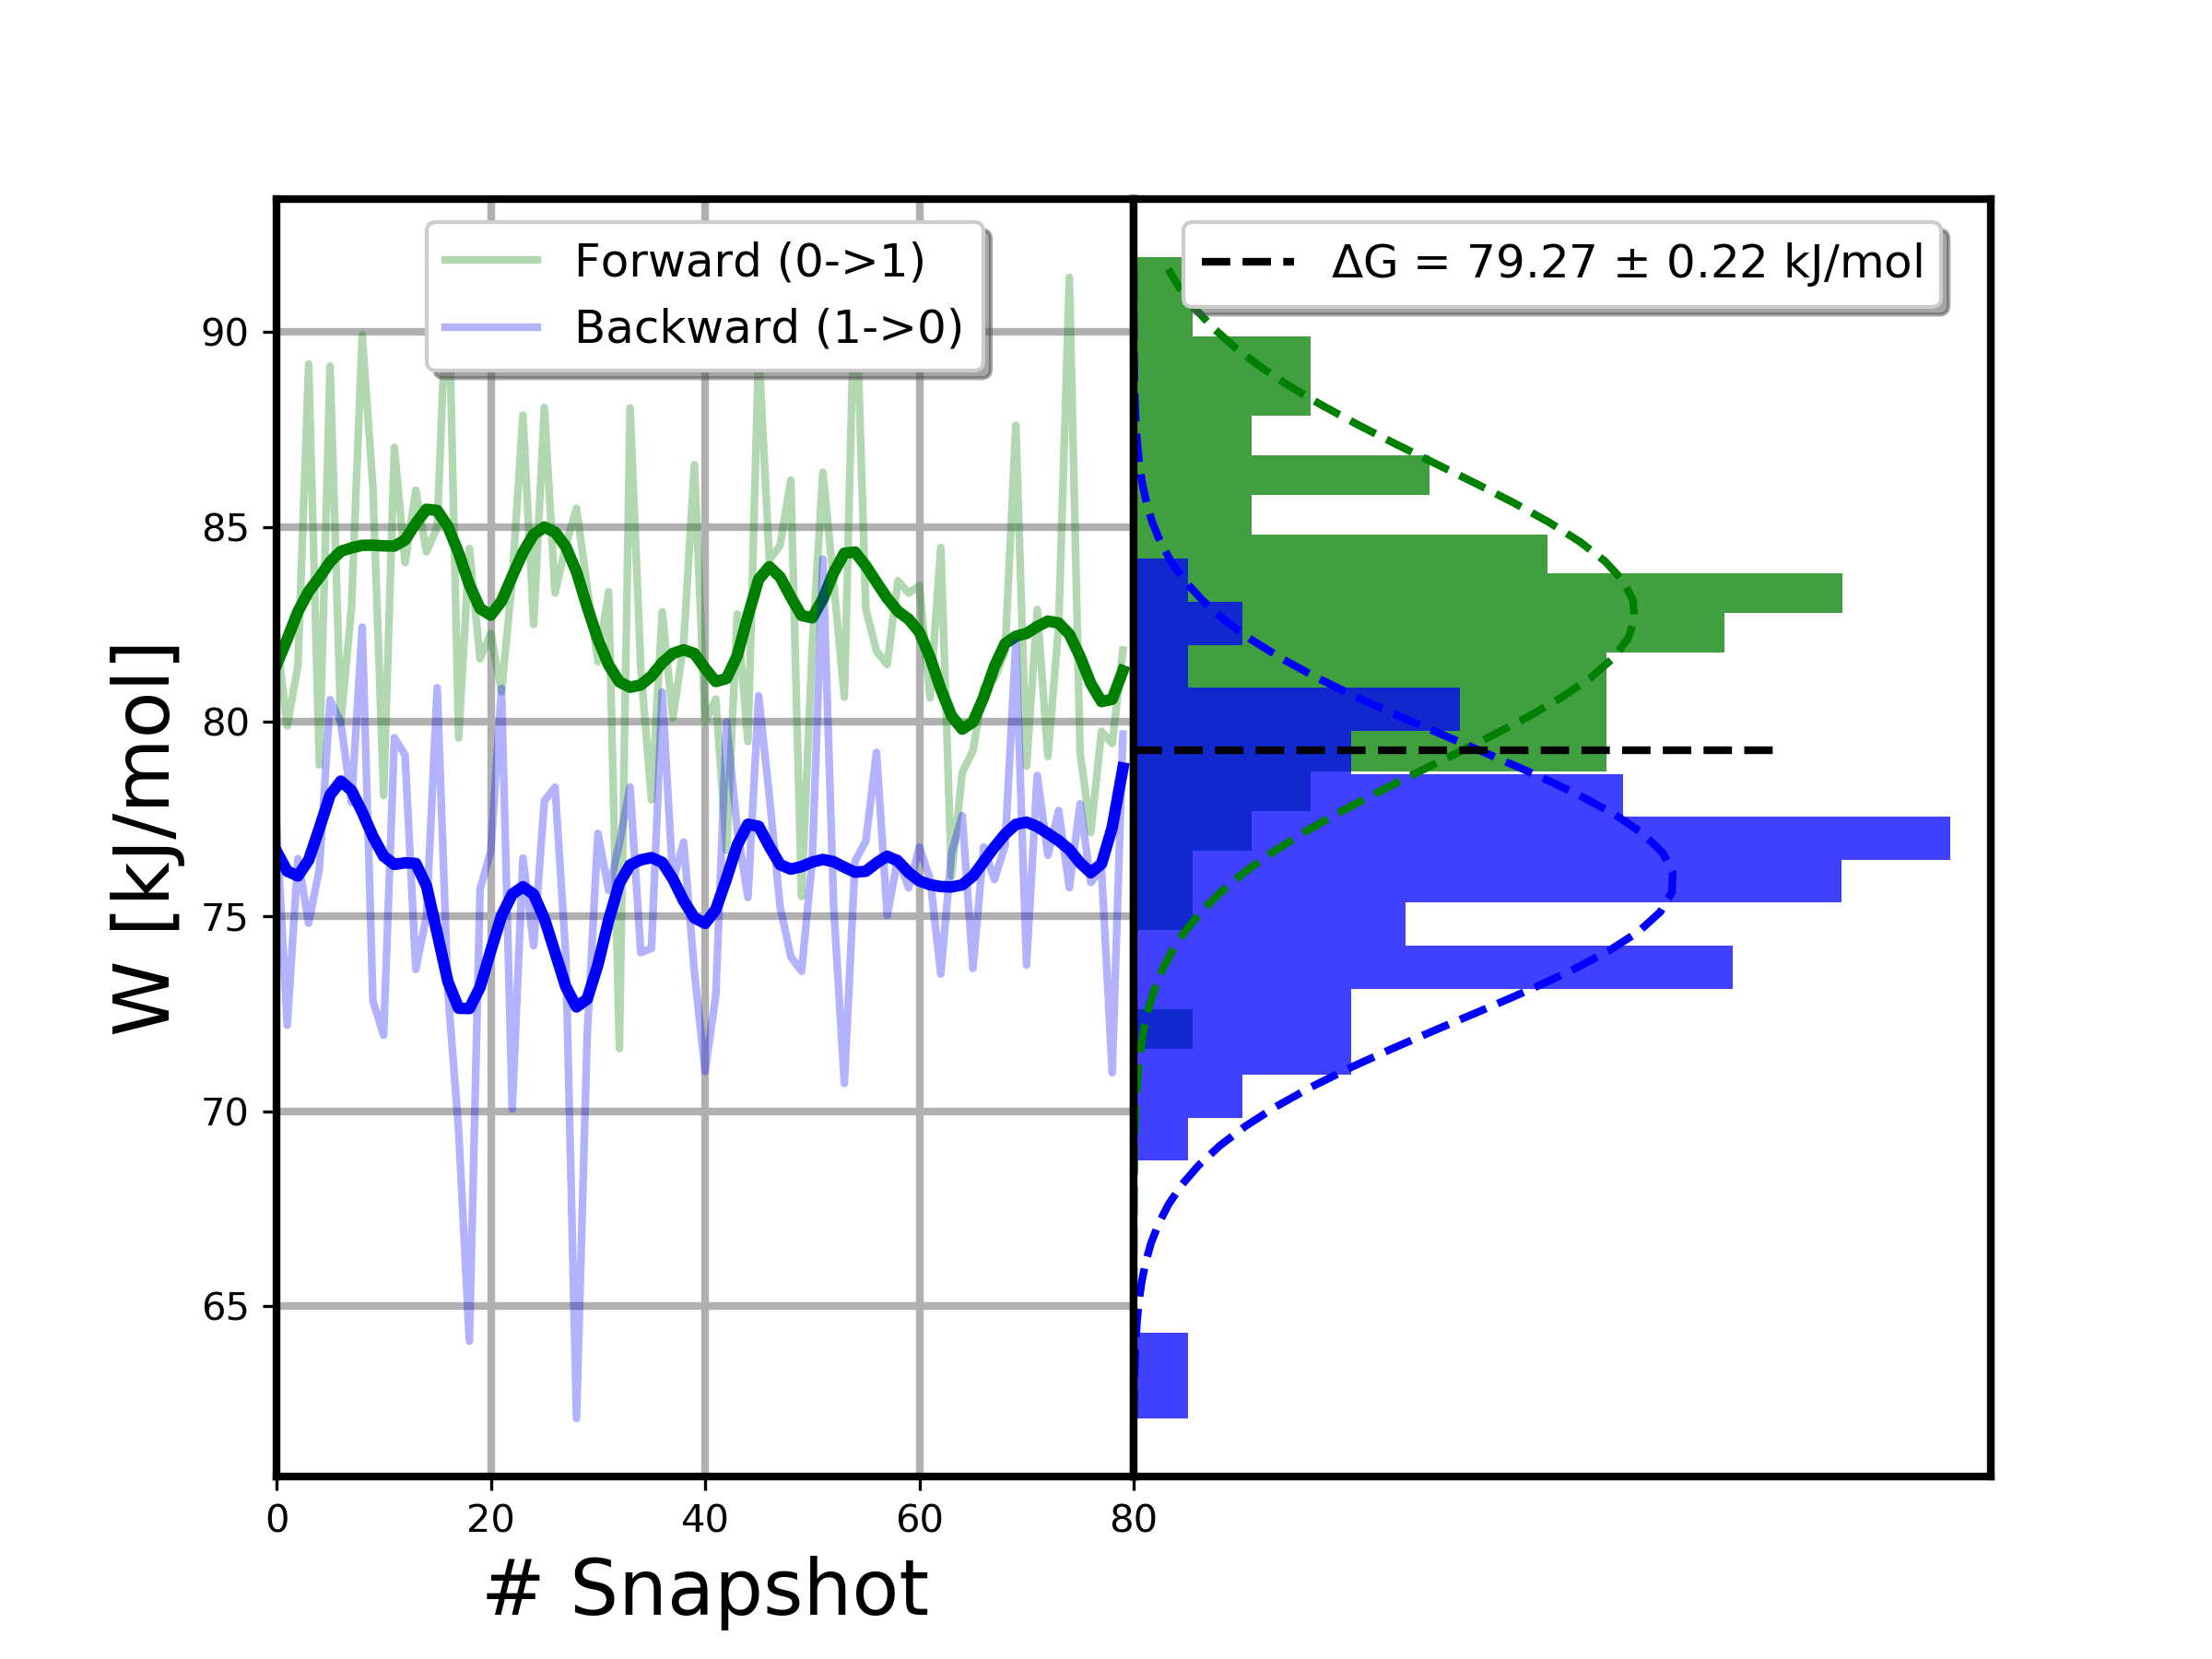 Forward (0->1)
Backward (1->0)
ΔG = 79.27 ± 0.22 kJ/mol
W [kJ/mol]
90
85
80
75
70
65
0 20 40 60 80
# Snapshot